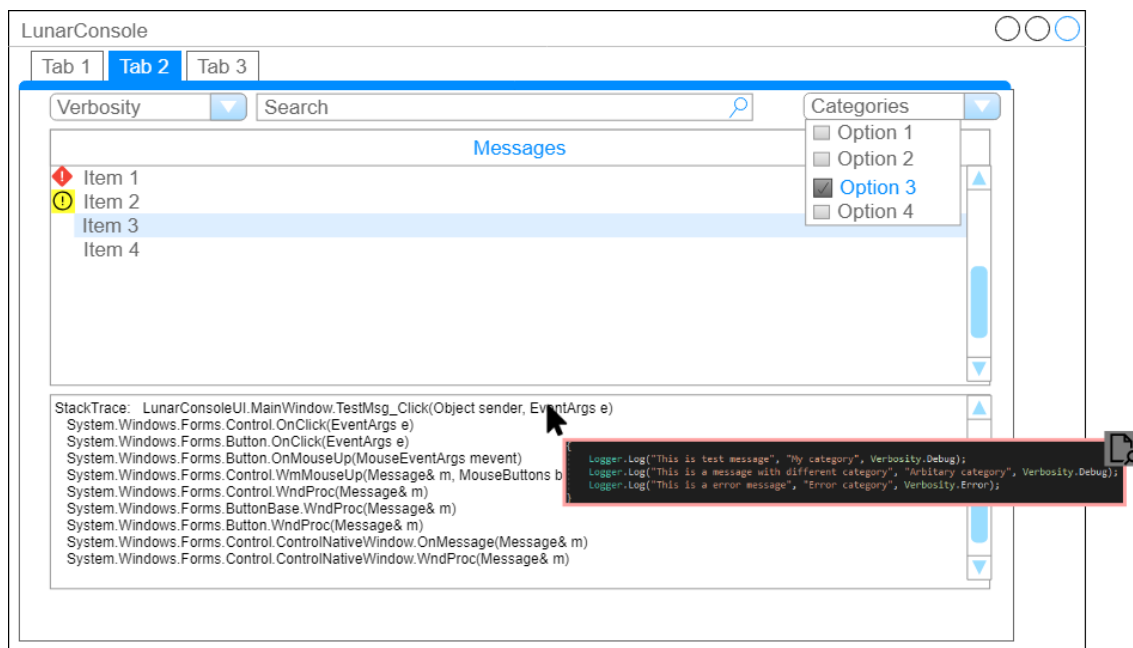 LunarConsole
Tab 1 Tab 2 Tab 3
Verbosity Search Categories
Option 1
Option 2
Option 3
Option 4
Messages
Item 1
Item 2
Item 3
Item 4
StackTrace: LunarConsoleUI.MainWindow.TestMsg_Click(Object sender, EventArgs e)
System.Windows.Forms.Control.OnClick(EventArgs e)
System.Windows.Forms.Button.OnClick(EventArgs e)
System.Windows.Forms.Button.OnMouseUp(MouseEventArgs mevent)
System.Windows.Forms.Control.WmMouseUp(Message& m, MouseButtons b
System.Windows.Forms.Control.WndProc(Message& m)
System.Windows.Forms.ButtonBase.WndProc(Message& m)
System.Windows.Forms.Button.WndProc(Message& m)
System.Windows.Forms.Control.ControlNativeWindow.OnMessage(Message& m)
System.Windows.Forms.Control.ControlNativeWindow.WndProc(Message& m)
{
Logger.Log("This is test message", "My category", Verbosity.Debug);
Logger.Log("This is a message with different category", "Arbitary category", Verbosity.Debug);
Logger.Log("This is a error message", "Error category", Verbosity.Error);
}